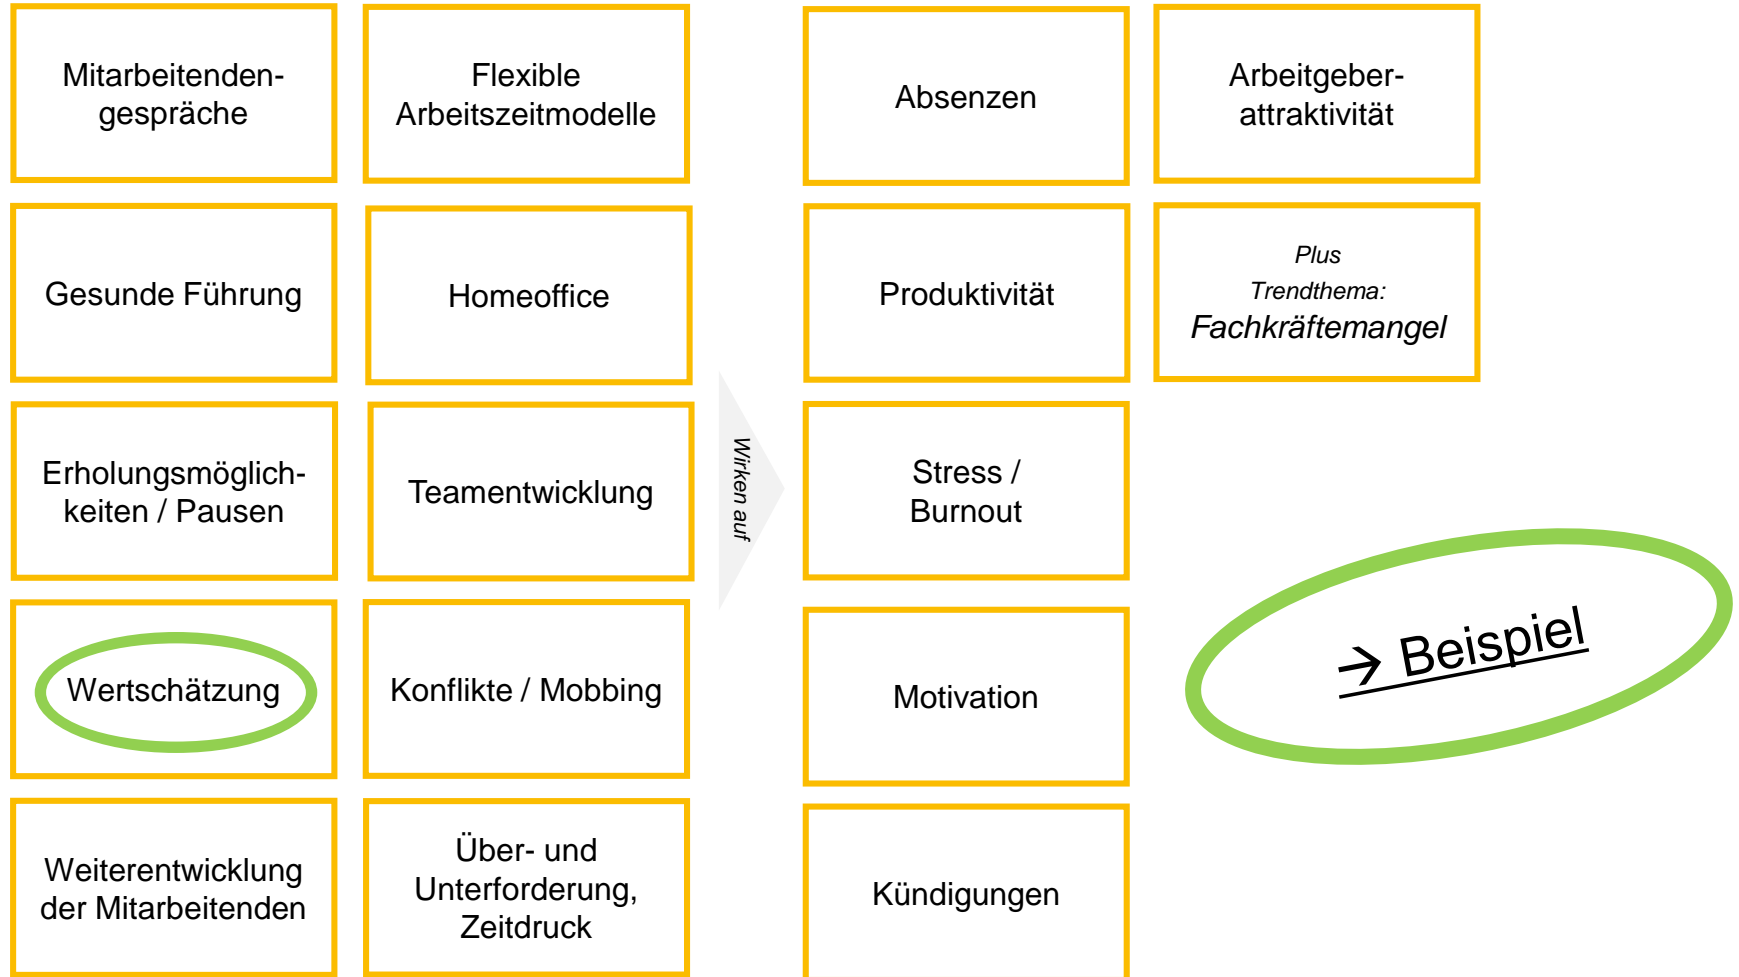 Mitarbeitenden-
gespräche
Flexible
Arbeitszeitmodelle
Absenzen
Arbeitgeber-
attraktivität
Gesunde Führung
Homeoffice
Produktivität
Plus
Trendthema:
Fachkräftemangel
Erholungsmöglich-
keiten / Pausen
Teamentwicklung
Wirken auf
Stress /
Burnout
Wertschätzung
Konflikte / Mobbing
Motivation
→ Beispiel
Weiterentwicklung
der Mitarbeitenden
Über- und
Unterforderung,
Zeitdruck
Kündigungen